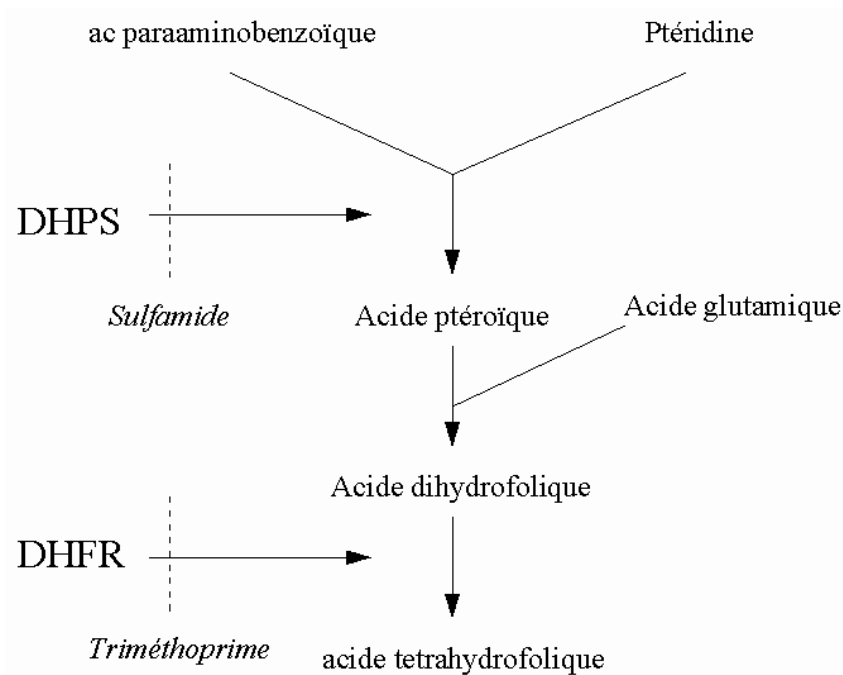 ac paraaminobenzoïque
Ptéridine
DHPS
Sulfamide
Acide ptéroïque
Acide glutamique
Acide dihydrofolique
DHFR
Triméthoprime
acide tetrahydrofolique